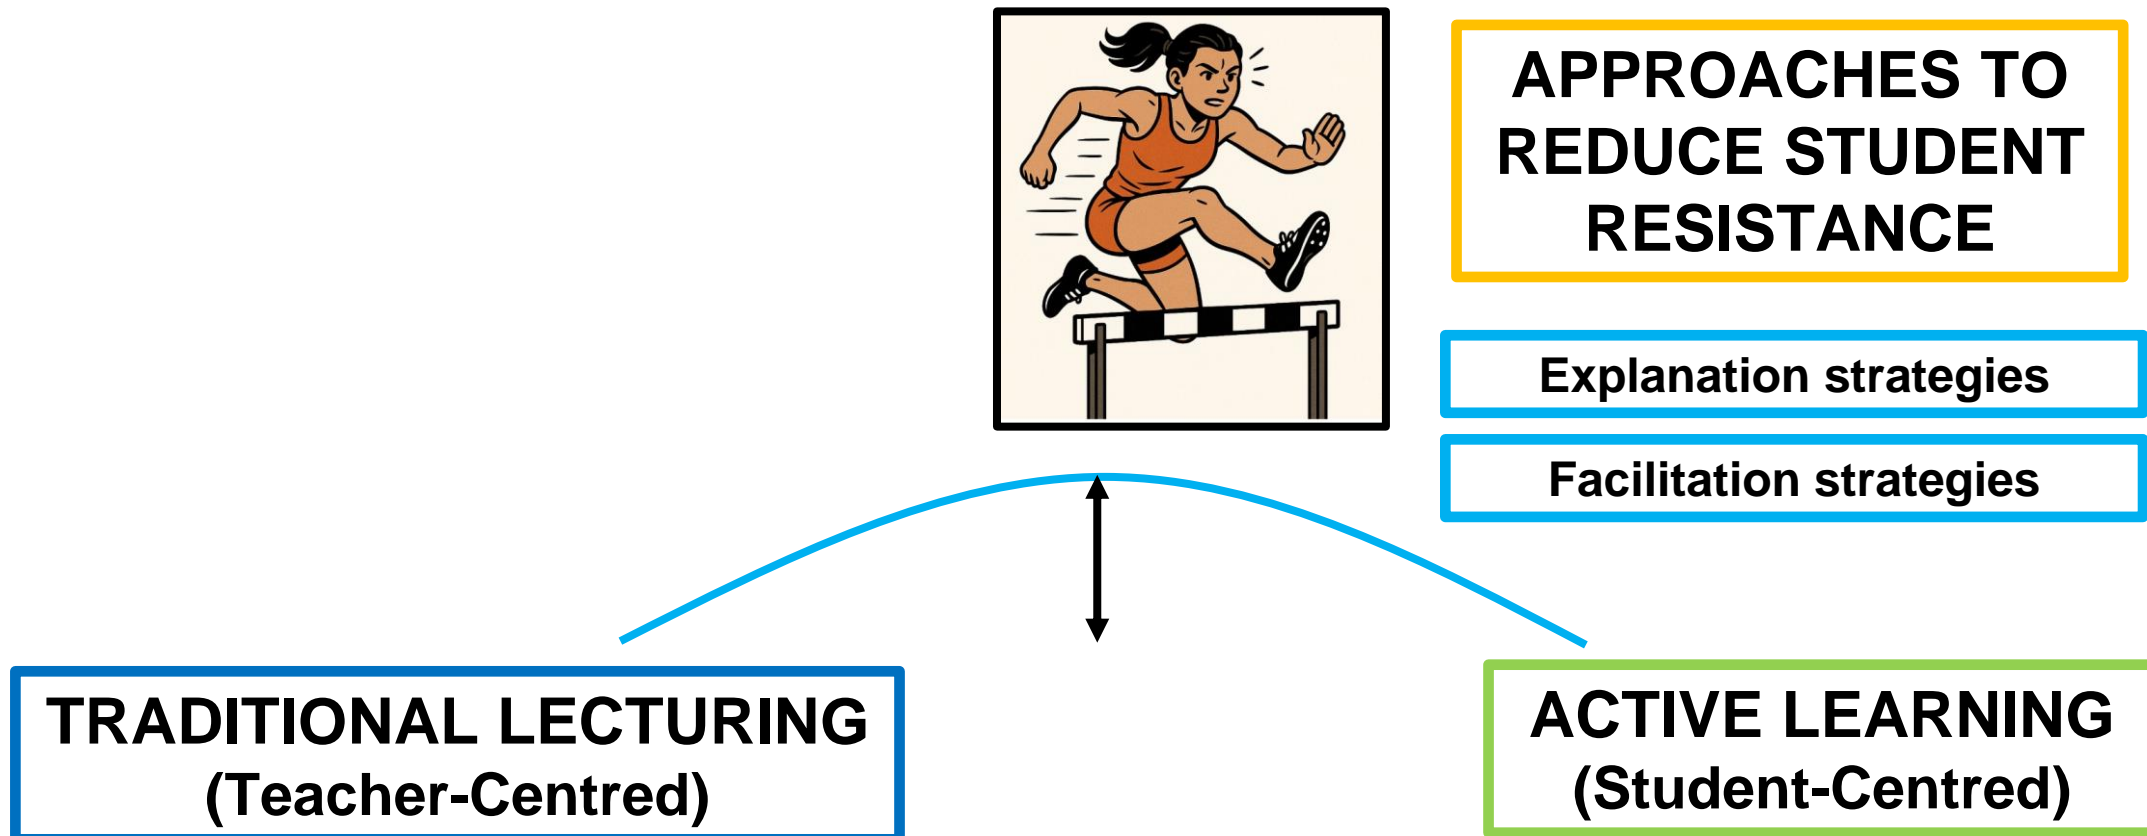 APPROACHES TO
REDUCE STUDENT
RESISTANCE
Explanation strategies
Facilitation strategies
TRADITIONAL LECTURING
(Teacher-Centred)
ACTIVE LEARNING
(Student-Centred)